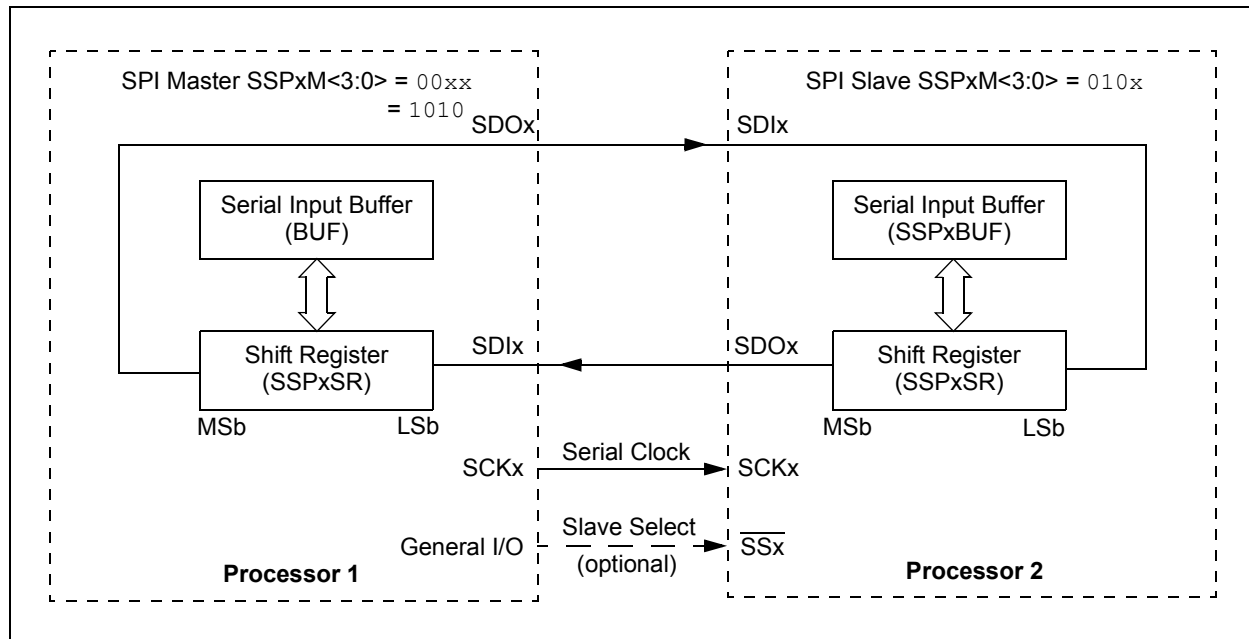 SPI Master SSPxM<3:0> = 00xx
= 1010
SPI Slave SSPxM<3:0> = 010x
SDOx
SDIx
Serial Input Buffer
(BUF)
Serial Input Buffer
(SSPxBUF)
Shift Register
(SSPxSR)
MSb
LSb
SDIx
SDOx
Shift Register
(SSPxSR)
MSb
LSb
SCKx
Serial Clock
SCKx
General I/O
Slave Select
(optional)
S̅S̅x̅
Processor 1
Processor 2